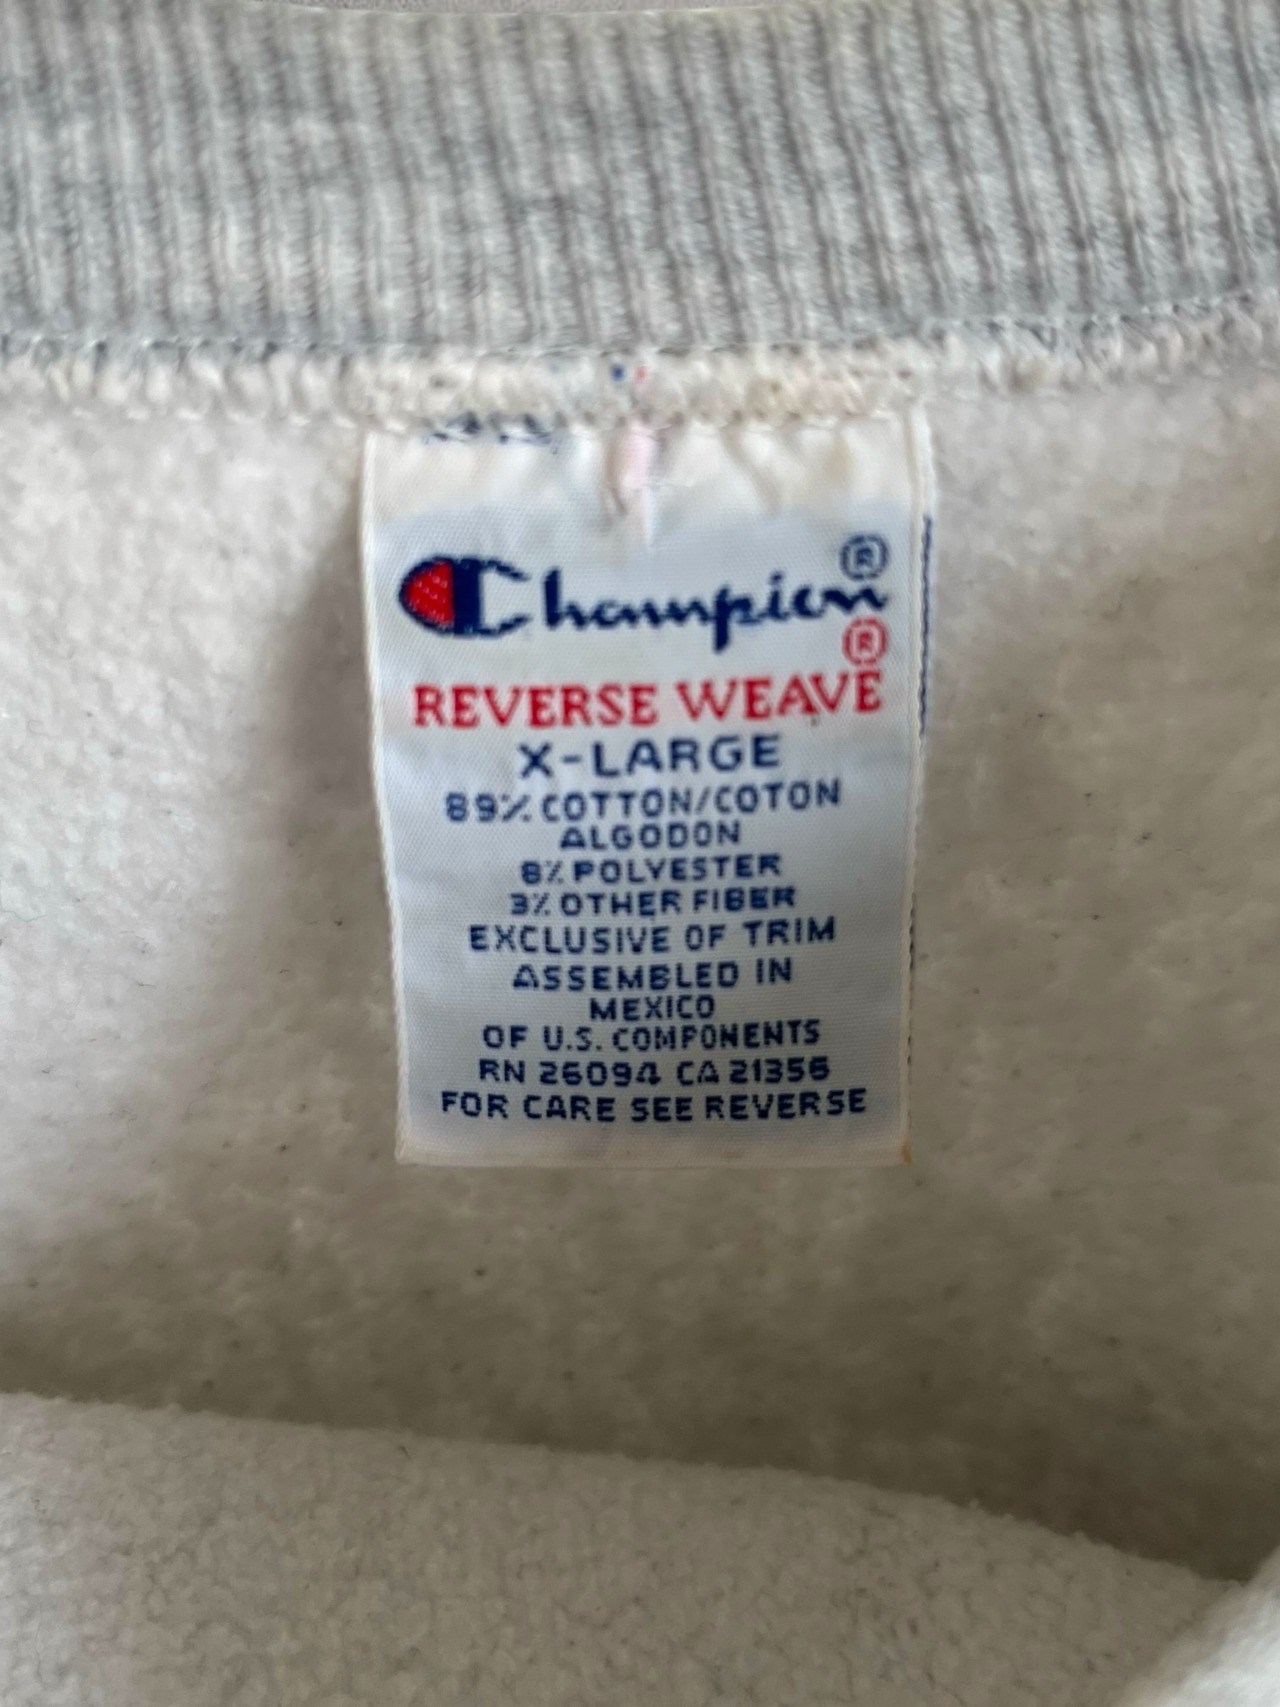 Champion®
®
REVERSE WEAVE
X-LARGE
89% COTTON/COTON
ALGODON
8% POLYESTER
3% OTHER FIBER
EXCLUSIVE OF TRIM
ASSEMBLED IN
MEXICO
OF U.S. COMPONENTS
RN 26094 CA 21356
FOR CARE SEE REVERSE